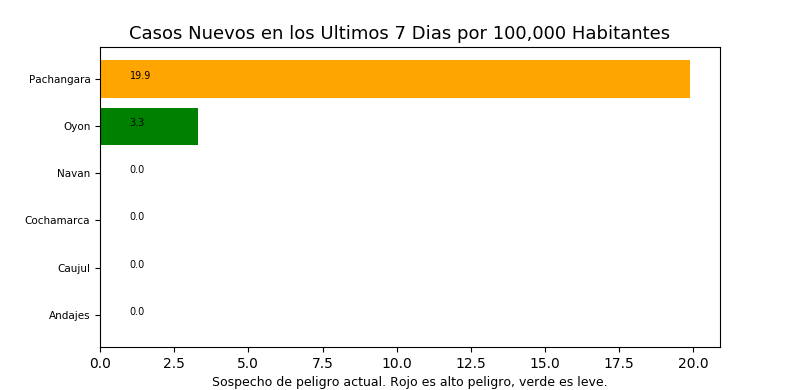 Casos Nuevos en los Ultimos 7 Dias por 100,000 Habitantes
Pachangara 19.9
Oyon 3.3
Navan 0.0
Cochamarca 0.0
Caujul 0.0
Andajes 0.0
0.0 2.5 5.0 7.5 10.0 12.5 15.0 17.5 20.0
Sospecho de peligro actual. Rojo es alto peligro, verde es leve.